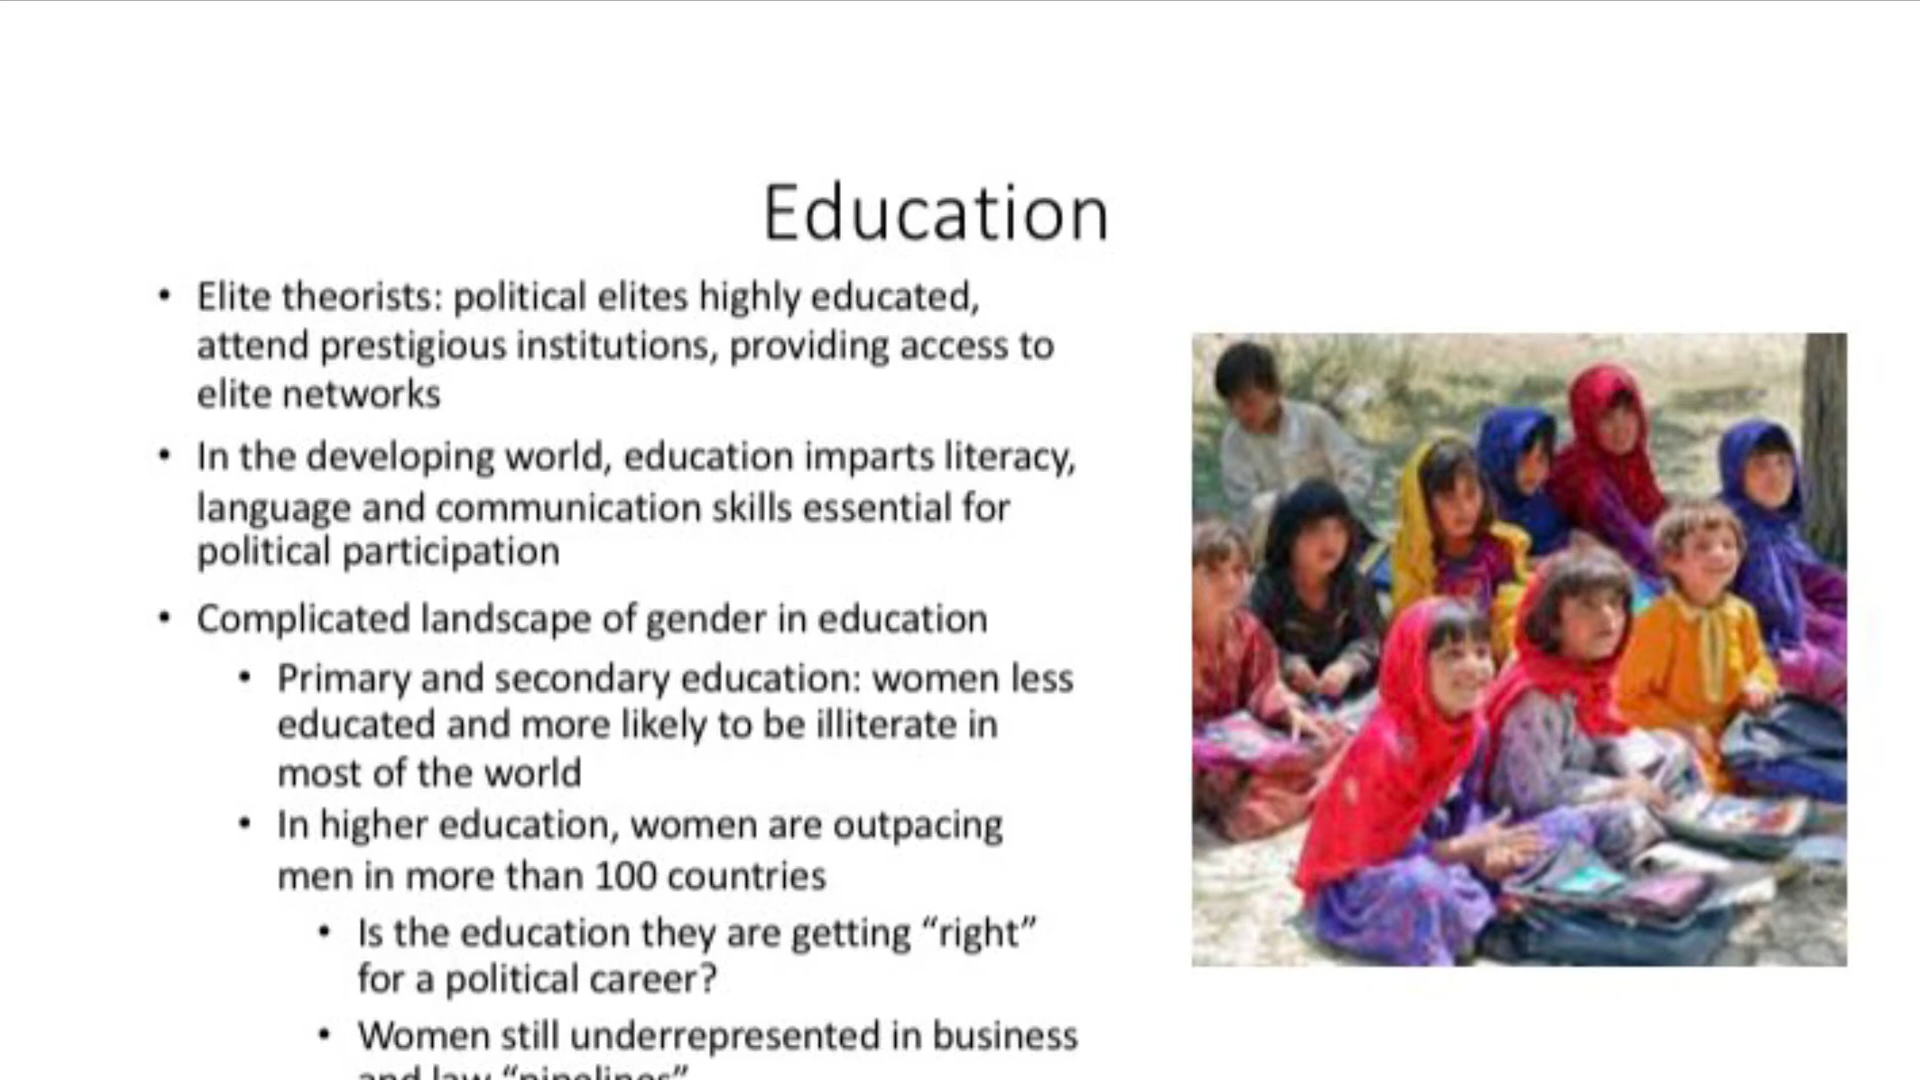 Education
• Elite theorists: political elites highly educated,
attend prestigious institutions, providing access to
elite networks
• In the developing world, education imparts literacy,
language and communication skills essential for
political participation
• Complicated landscape of gender in education
• Primary and secondary education: women less
educated and more likely to be illiterate in
most of the world
• In higher education, women are outpacing
men in more than 100 countries
• Is the education they are getting “right”
for a political career?
• Women still underrepresented in business
and law “pipelines”